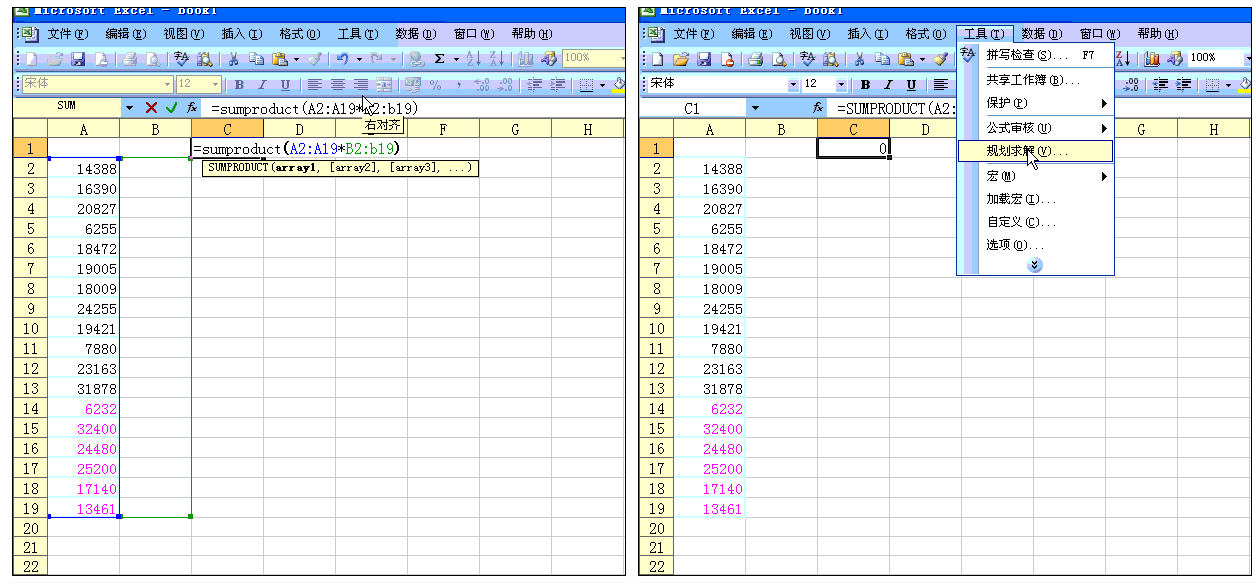 Microsoft Excel - Book1
文件(F) 编辑(E) 视图(V) 插入(I) 格式(O) 工具(T) 数据(D) 窗口(W) 帮助(H)
100%
宋体 12 B I U
SUM fx =sumproduct(A2:A19*B2:b19)
右对齐
A B C D F G H
1 =sumproduct(A2:A19*B2:b19)
SUMPRODUCT(array1, [array2], [array3], ...)
2 14388
3 16390
4 20827
5 6255
6 18472
7 19005
8 18009
9 24255
10 19421
11 7880
12 23163
13 31878
14 6232
15 32400
16 24480
17 25200
18 17140
19 13461
20
21
22
Microsoft Excel - Book1
文件(F) 编辑(E) 视图(V) 插入(I) 格式(O) 工具(T) 数据(D) 窗口(W) 帮助(H)
100%
宋体 12 B I U
C1 fx =SUMPRODUCT(A2:
拼写检查(S)... F7
共享工作簿(B)...
保护(P)
公式审核(U)
规划求解(V)...
宏(M)
加载宏(I)...
自定义(C)...
选项(O)...
A B C D G H
1 0
2 14388
3 16390
4 20827
5 6255
6 18472
7 19005
8 18009
9 24255
10 19421
11 7880
12 23163
13 31878
14 6232
15 32400
16 24480
17 25200
18 17140
19 13461
20
21
22